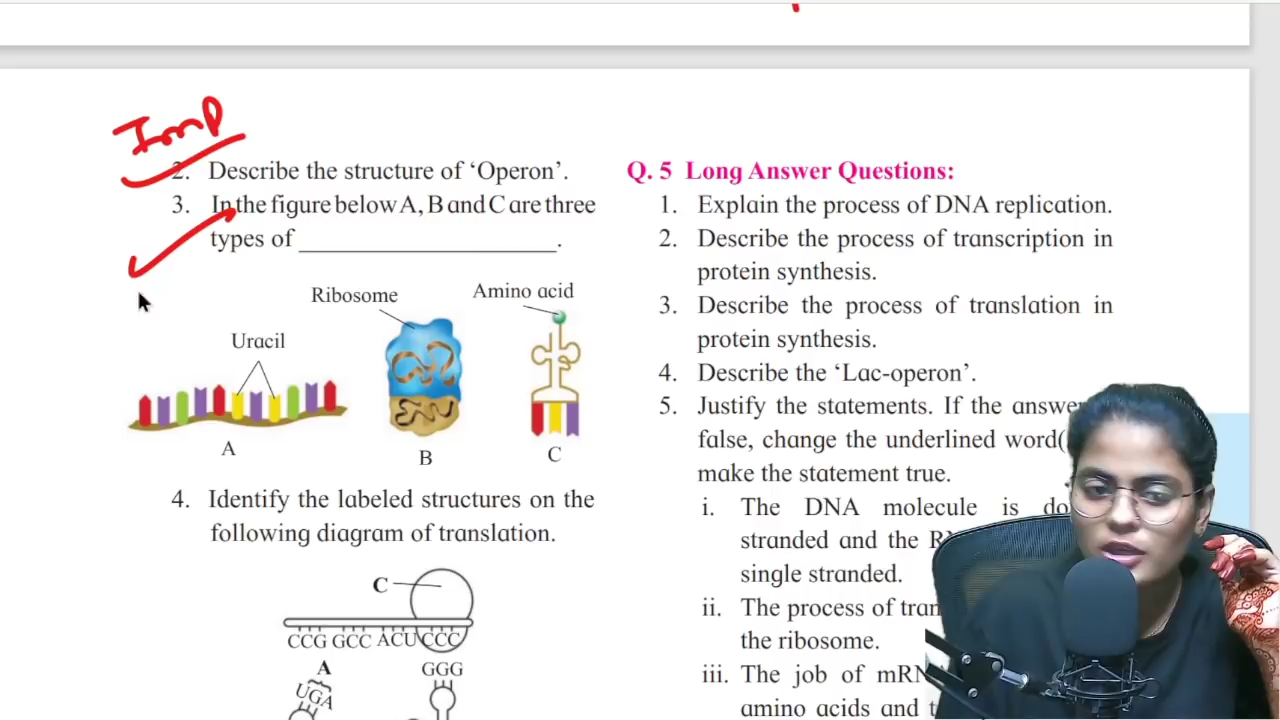 Imp
2. Describe the structure of ‘Operon’.
3. In the figure below A, B and C are three
types of ____________________.
Ribosome
Amino acid
Uracil
A
B
C
4. Identify the labeled structures on the
following diagram of translation.
C
CCG GCC ACU CCC
A
UGA
GGG
Q. 5 Long Answer Questions:
1. Explain the process of DNA replication.
2. Describe the process of transcription in
protein synthesis.
3. Describe the process of translation in
protein synthesis.
4. Describe the ‘Lac-operon’.
5. Justify the statements. If the answer
false, change the underlined word(
make the statement true.
i. The DNA molecule is
stranded and the
single stranded.
ii. The process of
the ribosome.
iii. The job of
amino acids and